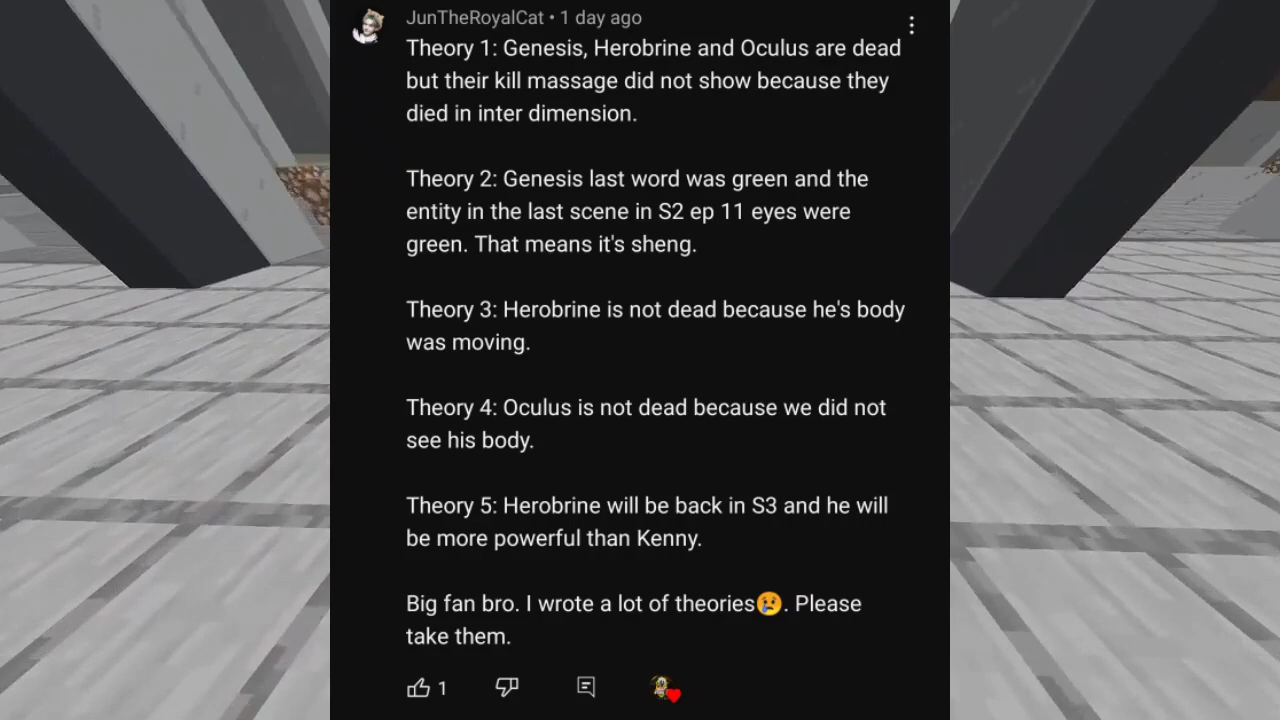 JunTheRoyalCat • 1 day ago
Theory 1: Genesis, Herobrine and Oculus are dead
but their kill massage did not show because they
died in inter dimension.
Theory 2: Genesis last word was green and the
entity in the last scene in S2 ep 11 eyes were
green. That means it's sheng.
Theory 3: Herobrine is not dead because he's body
was moving.
Theory 4: Oculus is not dead because we did not
see his body.
Theory 5: Herobrine will be back in S3 and he will
be more powerful than Kenny.
Big fan bro. I wrote a lot of theories😢. Please
take them.
1